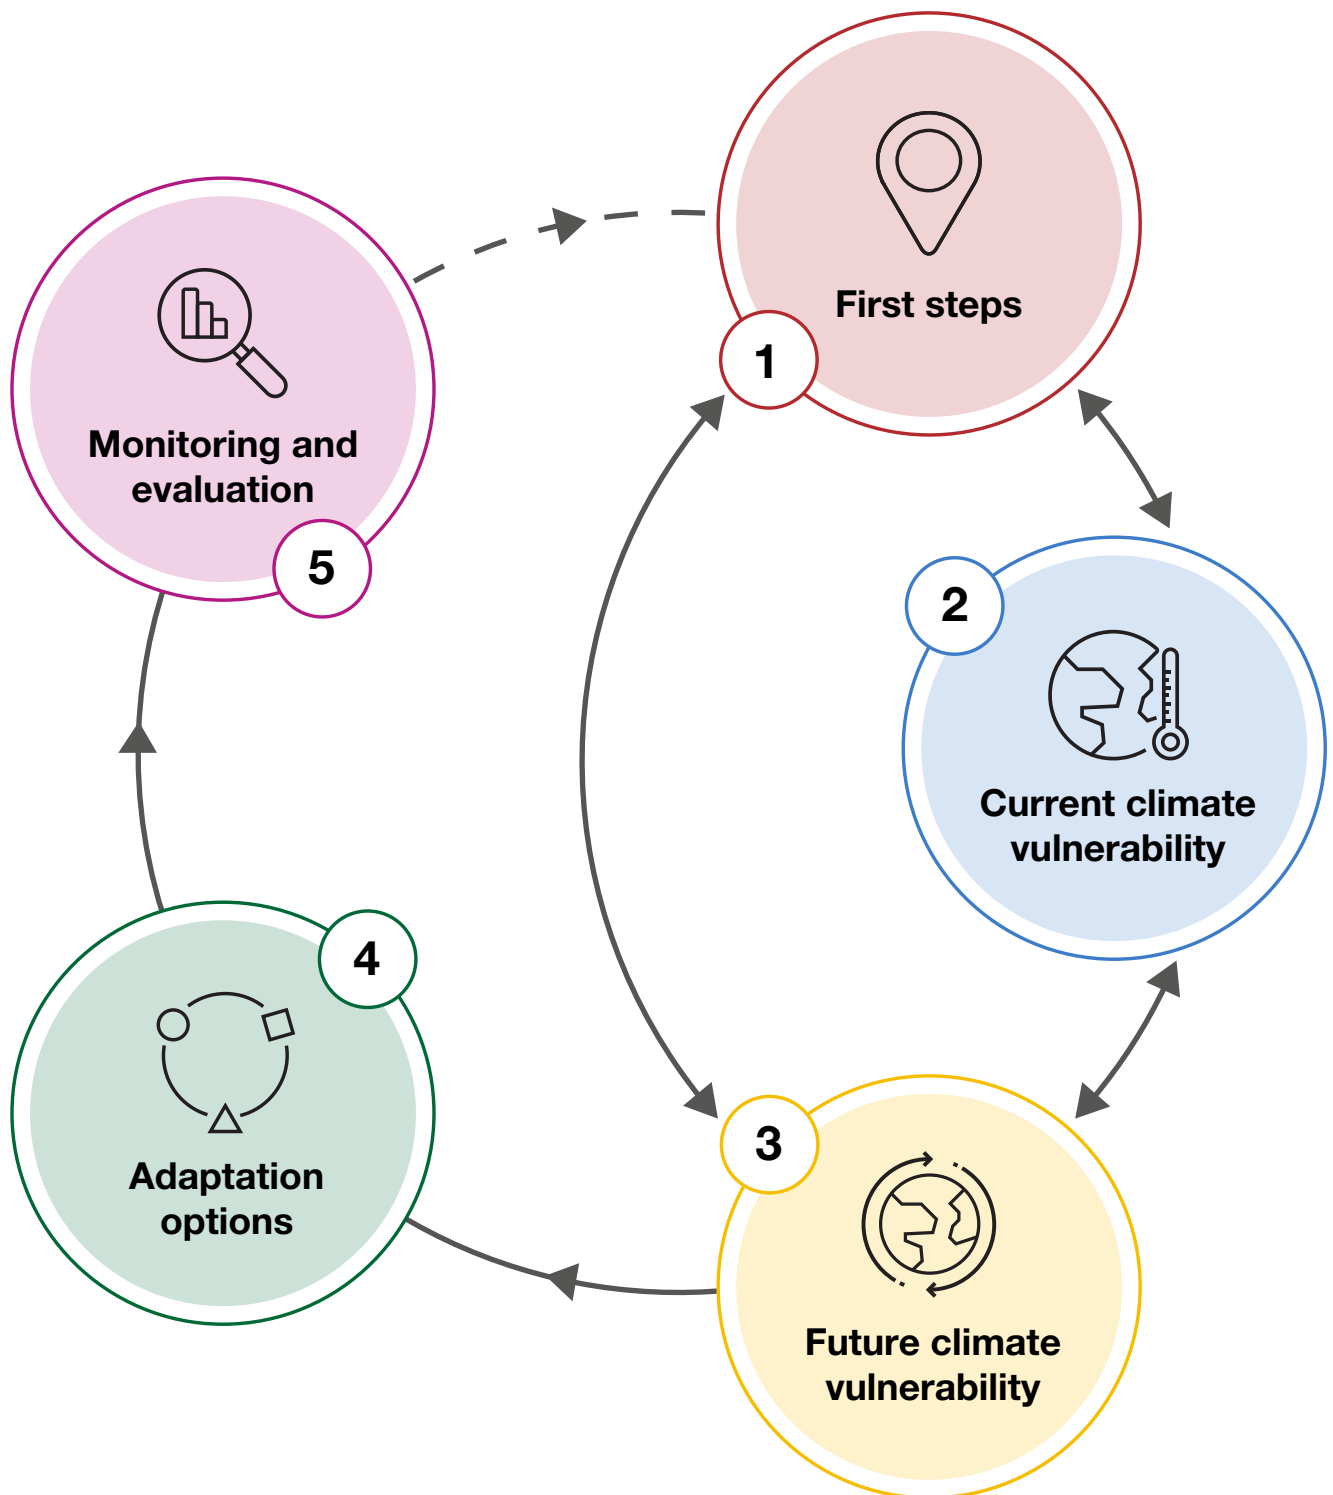 First steps
1
2
Current climate
vulnerability
3
Future climate
vulnerability
4
Adaptation
options
Monitoring and
evaluation
5